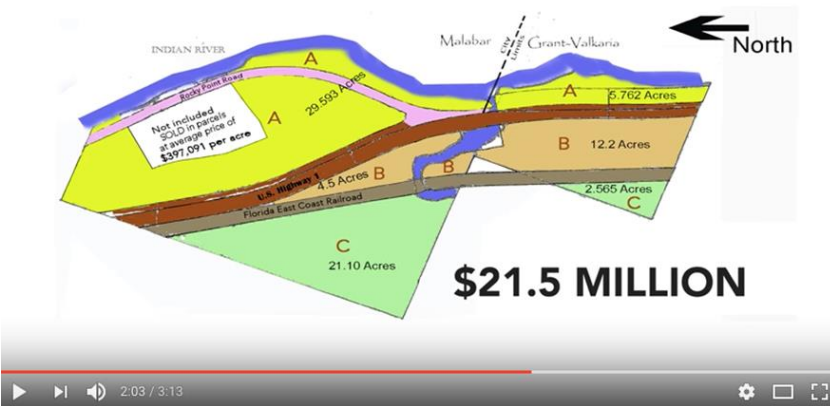 INDIAN RIVER
Malabar
City
Limits
Grant-Valkaria
North
A
Rocky Point Road
29.593 Acres
A
5.762 Acres
Not included
SOLD in parcels
at average price of
$397,091 per acre
A
B
12.2 Acres
U.S. Highway 1
4.5 Acres
B
B
2.565 Acres
C
Florida East Coast Railroad
C
21.10 Acres
$21.5 MILLION
2:03 / 3:13